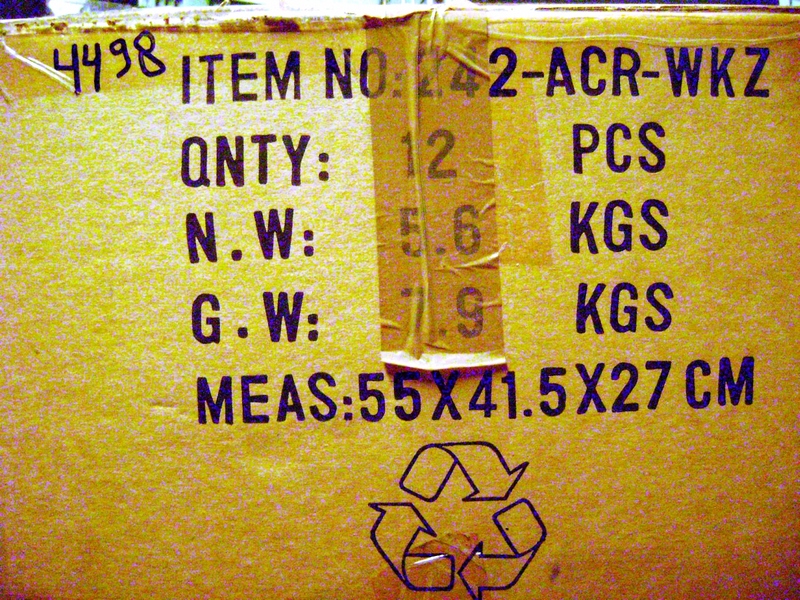 4498
ITEM NO: 242-ACR-WKZ
QNTY: 12 PCS
N.W: 5.6 KGS
G.W: 7.9 KGS
MEAS:55X41.5X27 CM